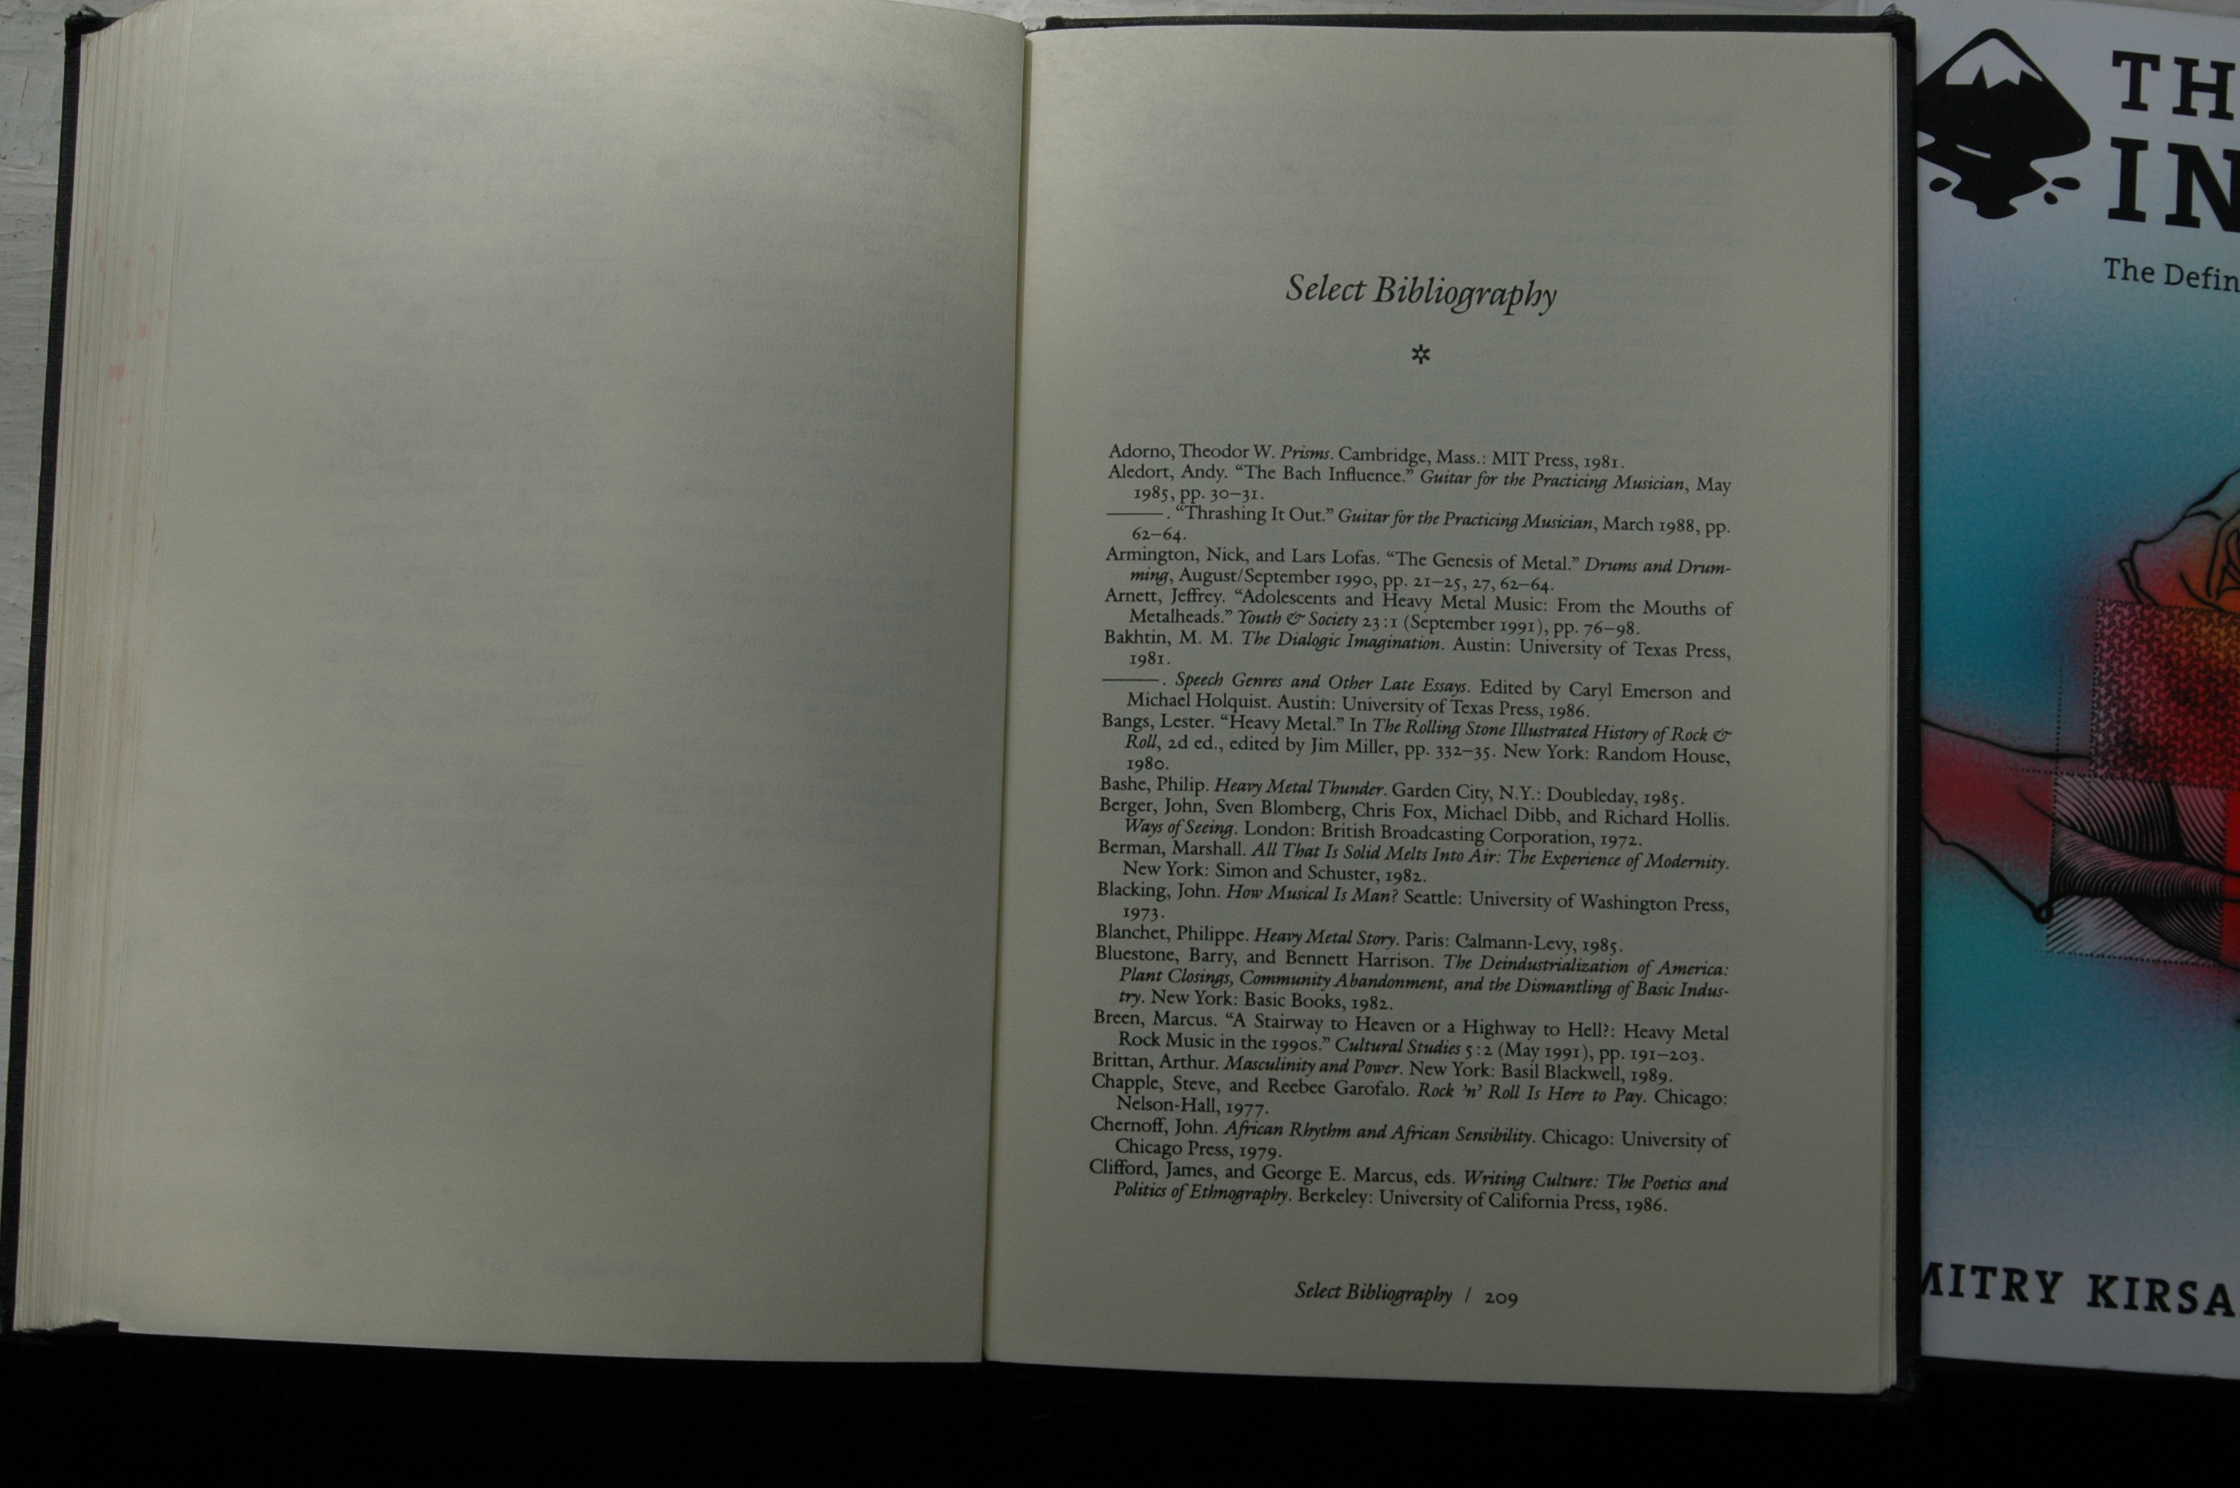 Select Bibliography
✲
Adorno, Theodor W. Prisms. Cambridge, Mass.: MIT Press, 1981.
Aledort, Andy. “The Bach Influence.” Guitar for the Practicing Musician, May
1985, pp. 30–31.
———. “Thrashing It Out.” Guitar for the Practicing Musician, March 1988, pp.
62–64.
Armington, Nick, and Lars Lofas. “The Genesis of Metal.” Drums and Drum-
ming, August/September 1990, pp. 21–25, 27, 62–64.
Arnett, Jeffrey. “Adolescents and Heavy Metal Music: From the Mouths of
Metalheads.” Youth & Society 23:1 (September 1991), pp. 76–98.
Bakhtin, M. M. The Dialogic Imagination. Austin: University of Texas Press,
1981.
———. Speech Genres and Other Late Essays. Edited by Caryl Emerson and
Michael Holquist. Austin: University of Texas Press, 1986.
Bangs, Lester. “Heavy Metal.” In The Rolling Stone Illustrated History of Rock &
Roll, 2d ed., edited by Jim Miller, pp. 332–35. New York: Random House,
1980.
Bashe, Philip. Heavy Metal Thunder. Garden City, N.Y.: Doubleday, 1985.
Berger, John, Sven Blomberg, Chris Fox, Michael Dibb, and Richard Hollis.
Ways of Seeing. London: British Broadcasting Corporation, 1972.
Berman, Marshall. All That Is Solid Melts Into Air: The Experience of Modernity.
New York: Simon and Schuster, 1982.
Blacking, John. How Musical Is Man? Seattle: University of Washington Press,
1973.
Blanchet, Philippe. Heavy Metal Story. Paris: Calmann-Levy, 1985.
Bluestone, Barry, and Bennett Harrison. The Deindustrialization of America:
Plant Closings, Community Abandonment, and the Dismantling of Basic Indus-
try. New York: Basic Books, 1982.
Breen, Marcus. “A Stairway to Heaven or a Highway to Hell?: Heavy Metal
Rock Music in the 1990s.” Cultural Studies 5:2 (May 1991), pp. 191–203.
Brittan, Arthur. Masculinity and Power. New York: Basil Blackwell, 1989.
Chapple, Steve, and Reebee Garofalo. Rock ’n’ Roll Is Here to Pay. Chicago:
Nelson-Hall, 1977.
Chernoff, John. African Rhythm and African Sensibility. Chicago: University of
Chicago Press, 1979.
Clifford, James, and George E. Marcus, eds. Writing Culture: The Poetics and
Politics of Ethnography. Berkeley: University of California Press, 1986.
Select Bibliography / 209
TH
IN
The Defin
MITRY KIRSA